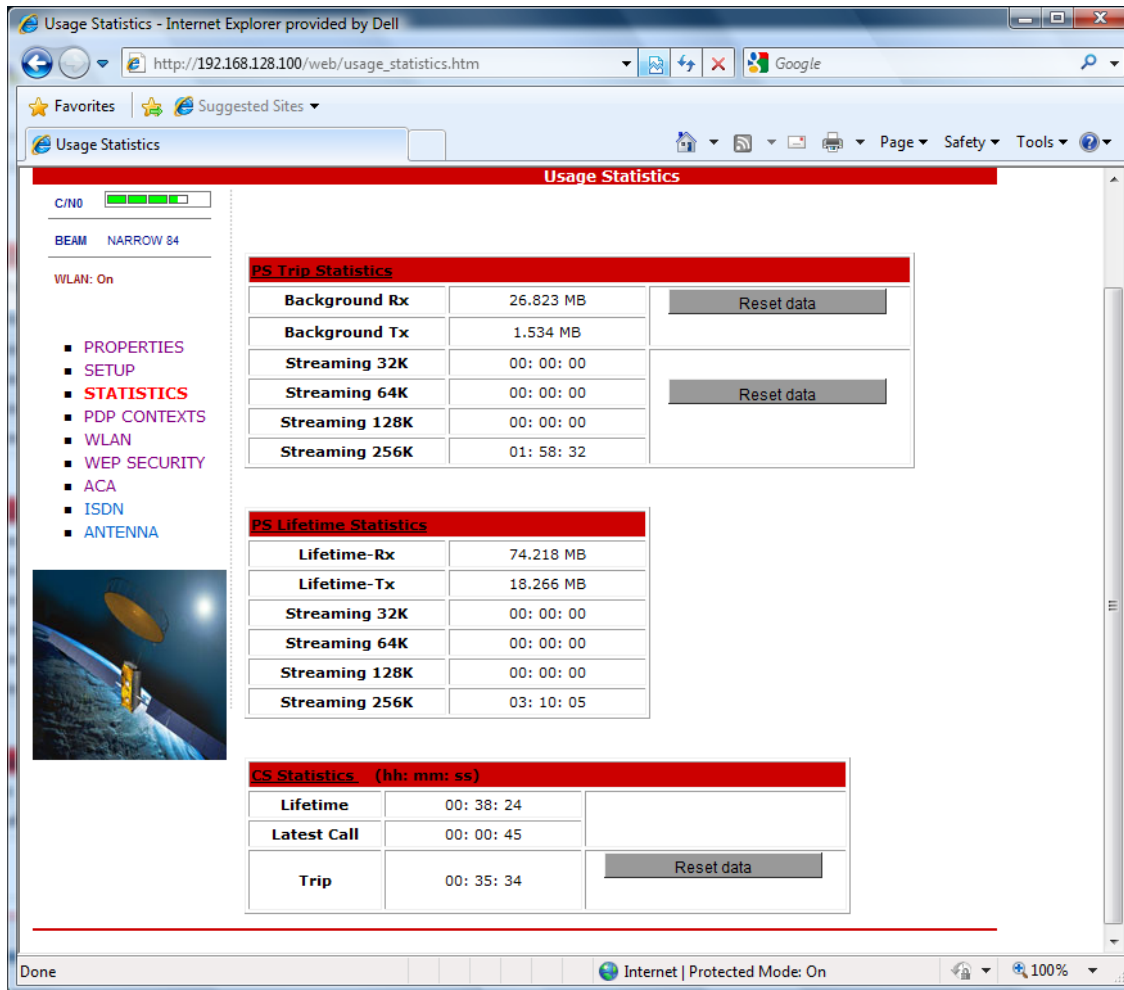 Usage Statistics - Internet Explorer provided by Dell
http://192.168.128.100/web/usage_statistics.htm
Google
Favorites
Suggested Sites
Usage Statistics
Page
Safety
Tools
Usage Statistics
C/N0
BEAM NARROW 84
WLAN: On
PROPERTIES
SETUP
STATISTICS
PDP CONTEXTS
WLAN
WEP SECURITY
ACA
ISDN
ANTENNA
PS Trip Statistics
Background Rx 26.823 MB Reset data
Background Tx 1.534 MB
Streaming 32K 00: 00: 00
Streaming 64K 00: 00: 00 Reset data
Streaming 128K 00: 00: 00
Streaming 256K 01: 58: 32
PS Lifetime Statistics
Lifetime-Rx 74.218 MB
Lifetime-Tx 18.266 MB
Streaming 32K 00: 00: 00
Streaming 64K 00: 00: 00
Streaming 128K 00: 00: 00
Streaming 256K 03: 10: 05
CS Statistics (hh: mm: ss)
Lifetime 00: 38: 24
Latest Call 00: 00: 45
Trip 00: 35: 34 Reset data
Done
Internet | Protected Mode: On
100%